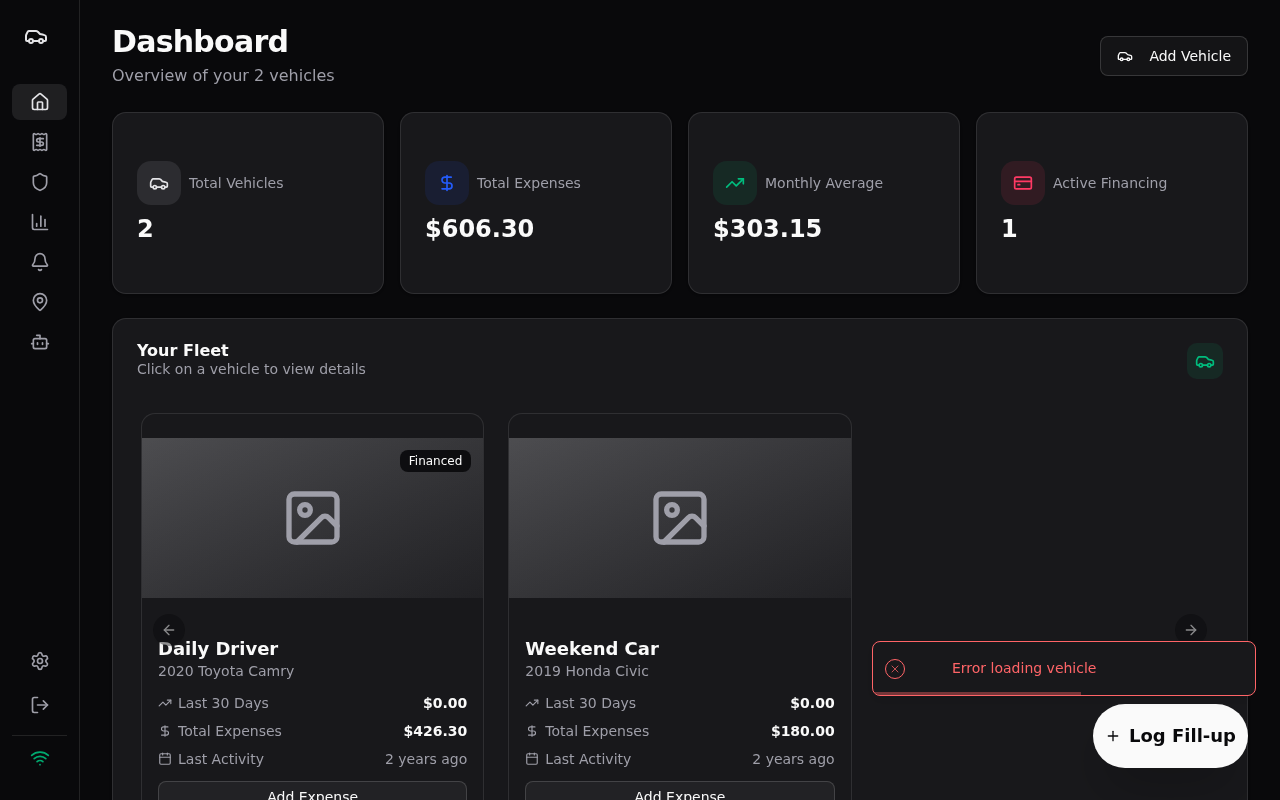 Dashboard
Overview of your 2 vehicles
Add Vehicle
Total Vehicles
2
Total Expenses
$606.30
Monthly Average
$303.15
Active Financing
1
Your Fleet
Click on a vehicle to view details
Financed
Daily Driver
2020 Toyota Camry
Last 30 Days $0.00
Total Expenses $426.30
Last Activity 2 years ago
Add Expense
Weekend Car
2019 Honda Civic
Last 30 Days $0.00
Total Expenses $180.00
Last Activity 2 years ago
Add Expense
Error loading vehicle
Log Fill-up